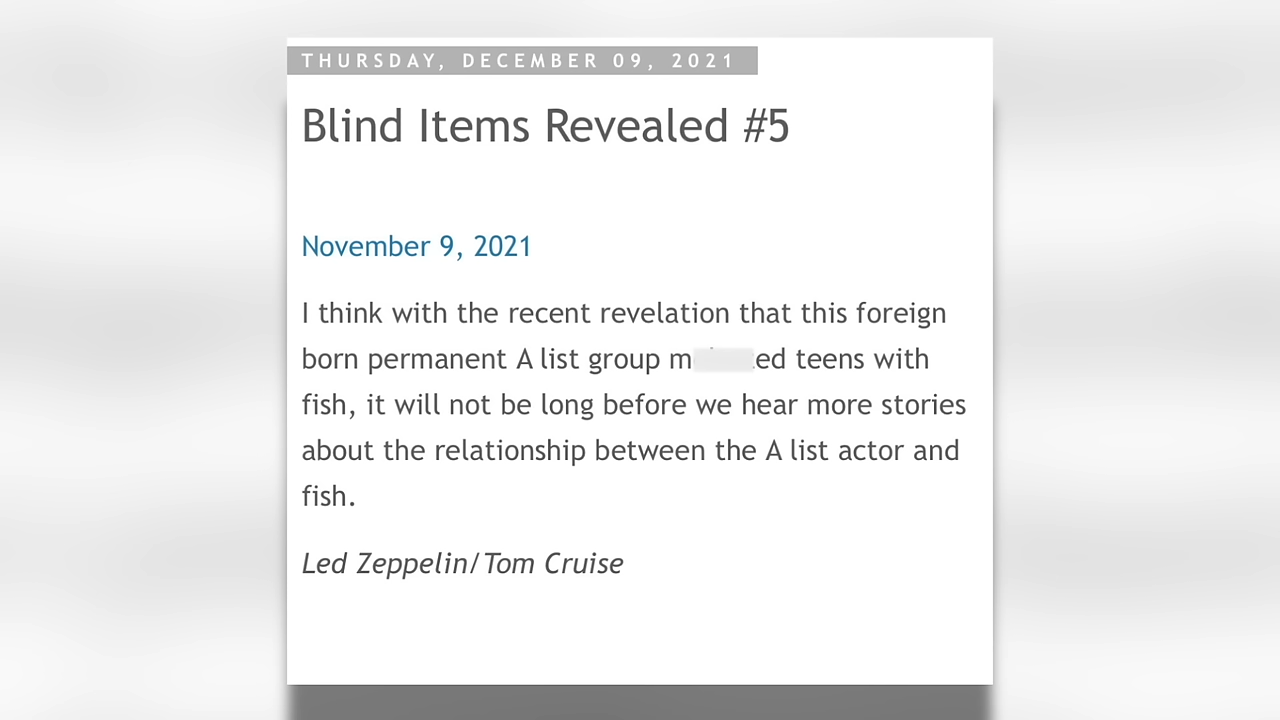 THURSDAY, DECEMBER 09, 2021
Blind Items Revealed #5
November 9, 2021
I think with the recent revelation that this foreign
born permanent A list group teens with
fish, it will not be long before we hear more stories
about the relationship between the A list actor and
fish.
Led Zeppelin/Tom Cruise